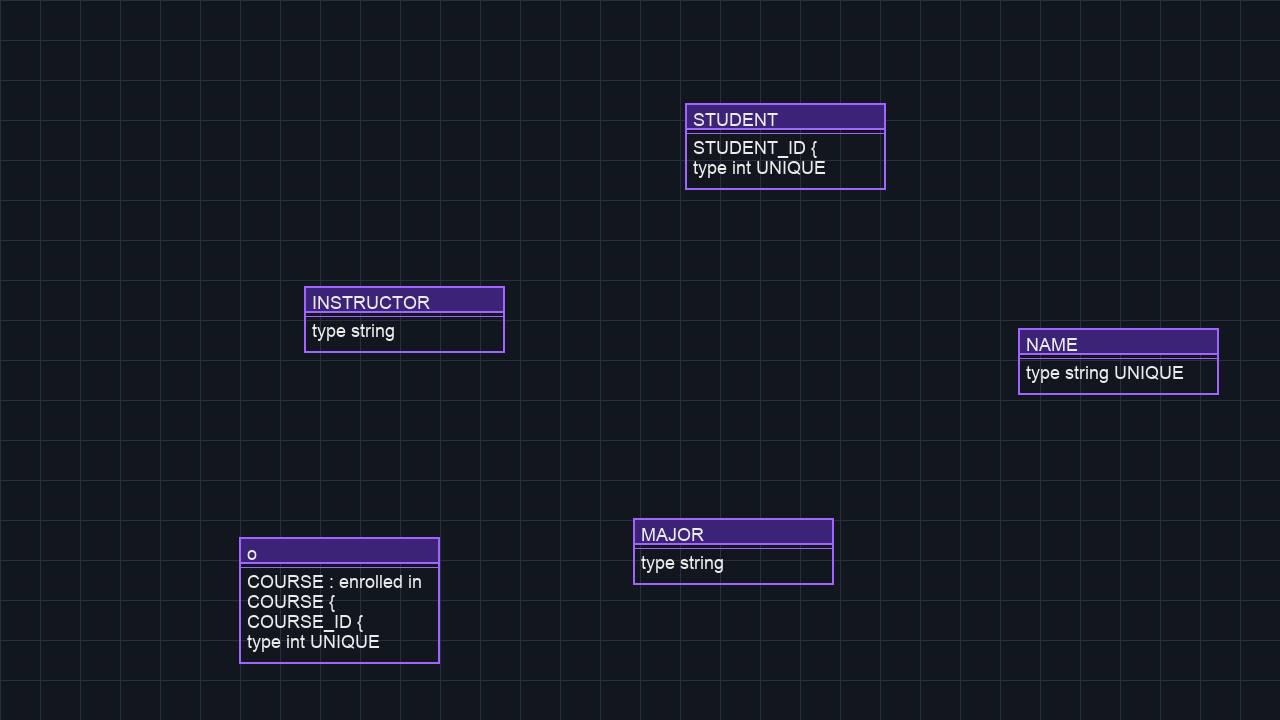 STUDENT
STUDENT_ID {
type int UNIQUE
INSTRUCTOR
type string
NAME
type string UNIQUE
MAJOR
type string
o
COURSE : enrolled in
COURSE {
COURSE_ID {
type int UNIQUE